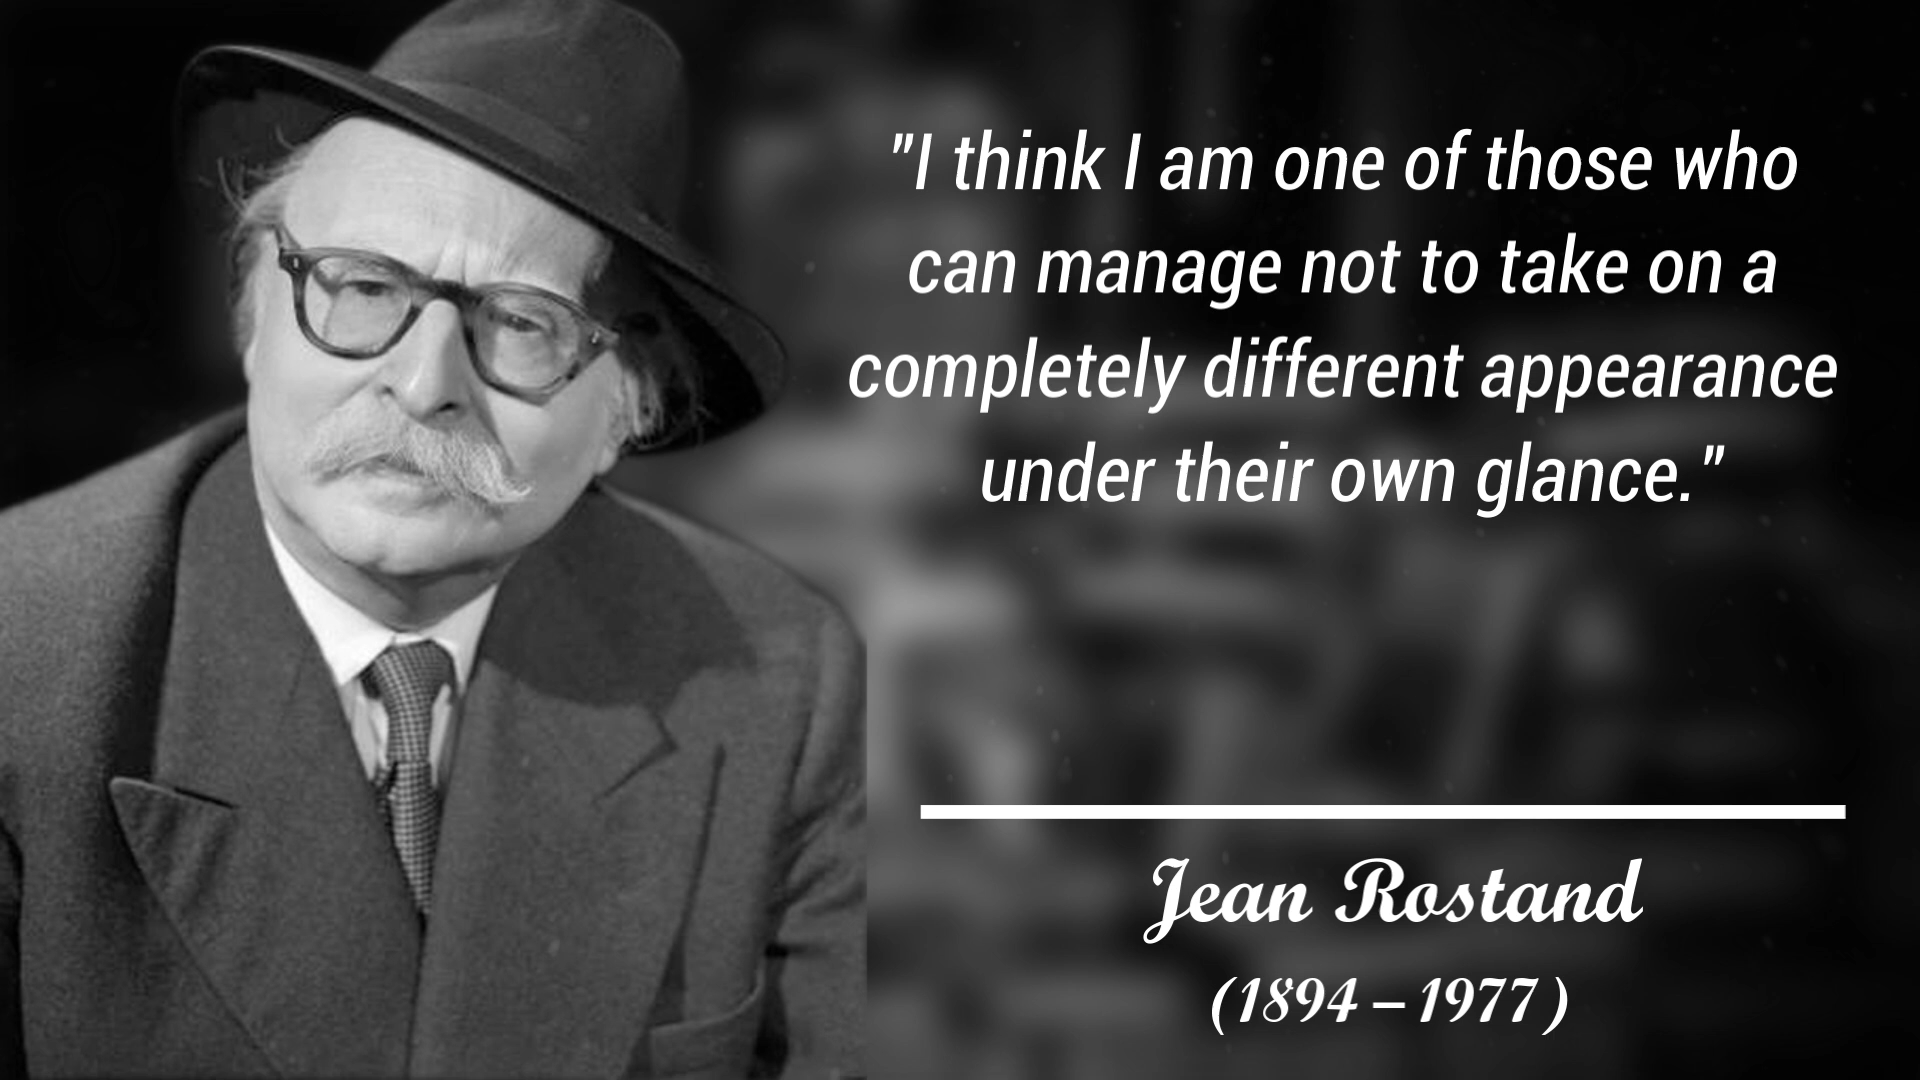 "I think I am one of those who
can manage not to take on a
completely different appearance
under their own glance."
Jean Rostand
(1894 – 1977)